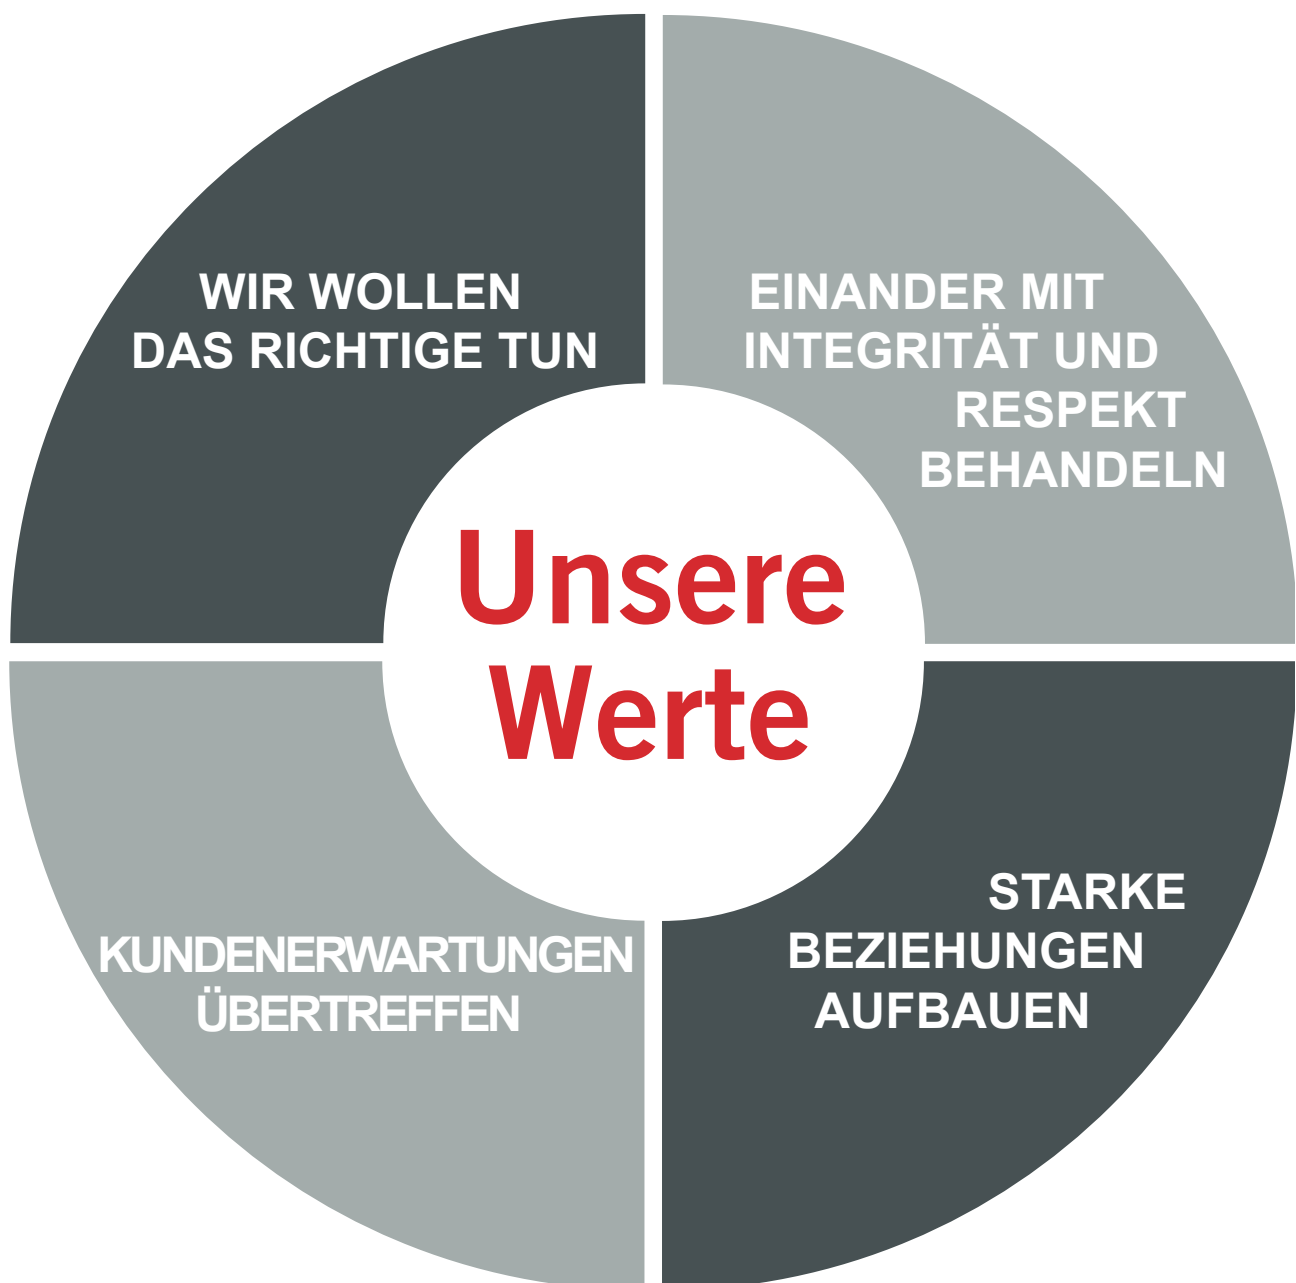 WIR WOLLEN
DAS RICHTIGE TUN
EINANDER MIT
INTEGRITÄT UND
RESPEKT
BEHANDELN
Unsere
Werte
KUNDENERWARTUNGEN
ÜBERTREFFEN
STARKE
BEZIEHUNGEN
AUFBAUEN